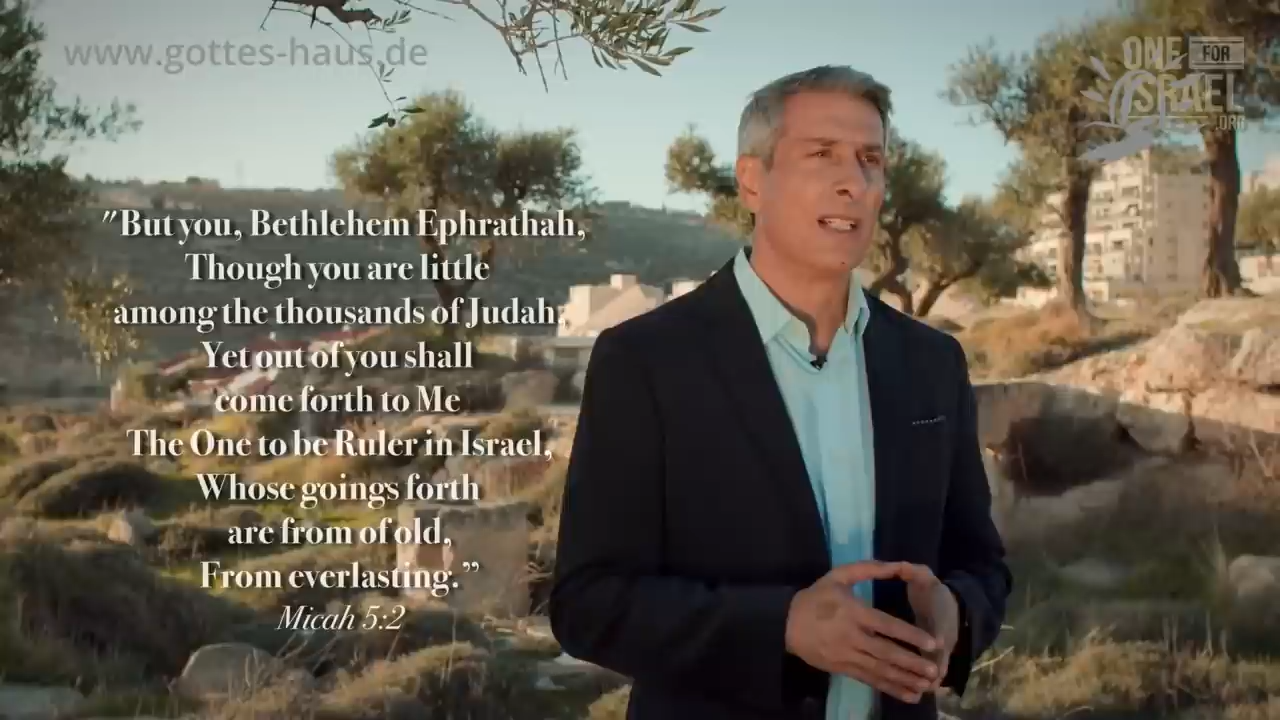 www.gottes-haus.de
ONE FOR
ISRAEL
.ORG
"But you, Bethlehem Ephrathah,
Though you are little
among the thousands of Judah,
Yet out of you shall
come forth to Me
The One to be Ruler in Israel,
Whose goings forth
are from of old,
From everlasting.”
Micah 5:2